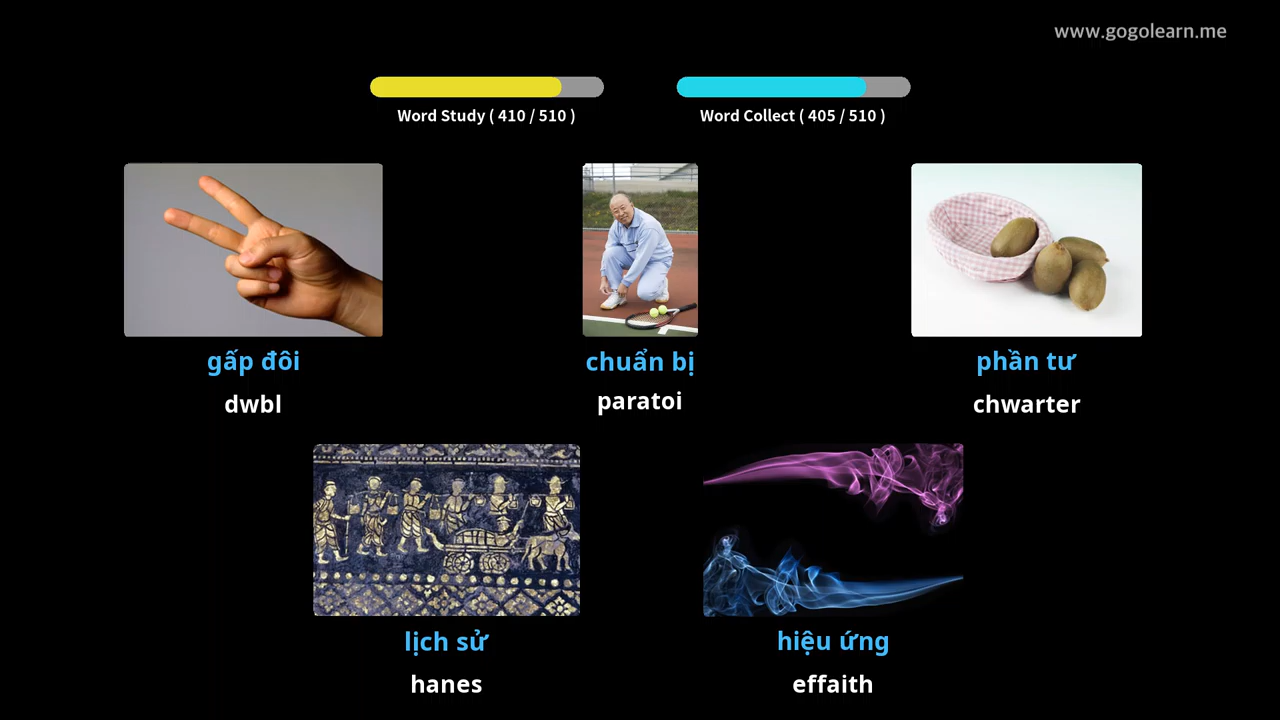 www.gogolearn.me
Word Study ( 410 / 510 )
Word Collect ( 405 / 510 )
gấp đôi
dwbl
chuẩn bị
paratoi
phần tư
chwarter
lịch sử
hanes
hiệu ứng
effaith